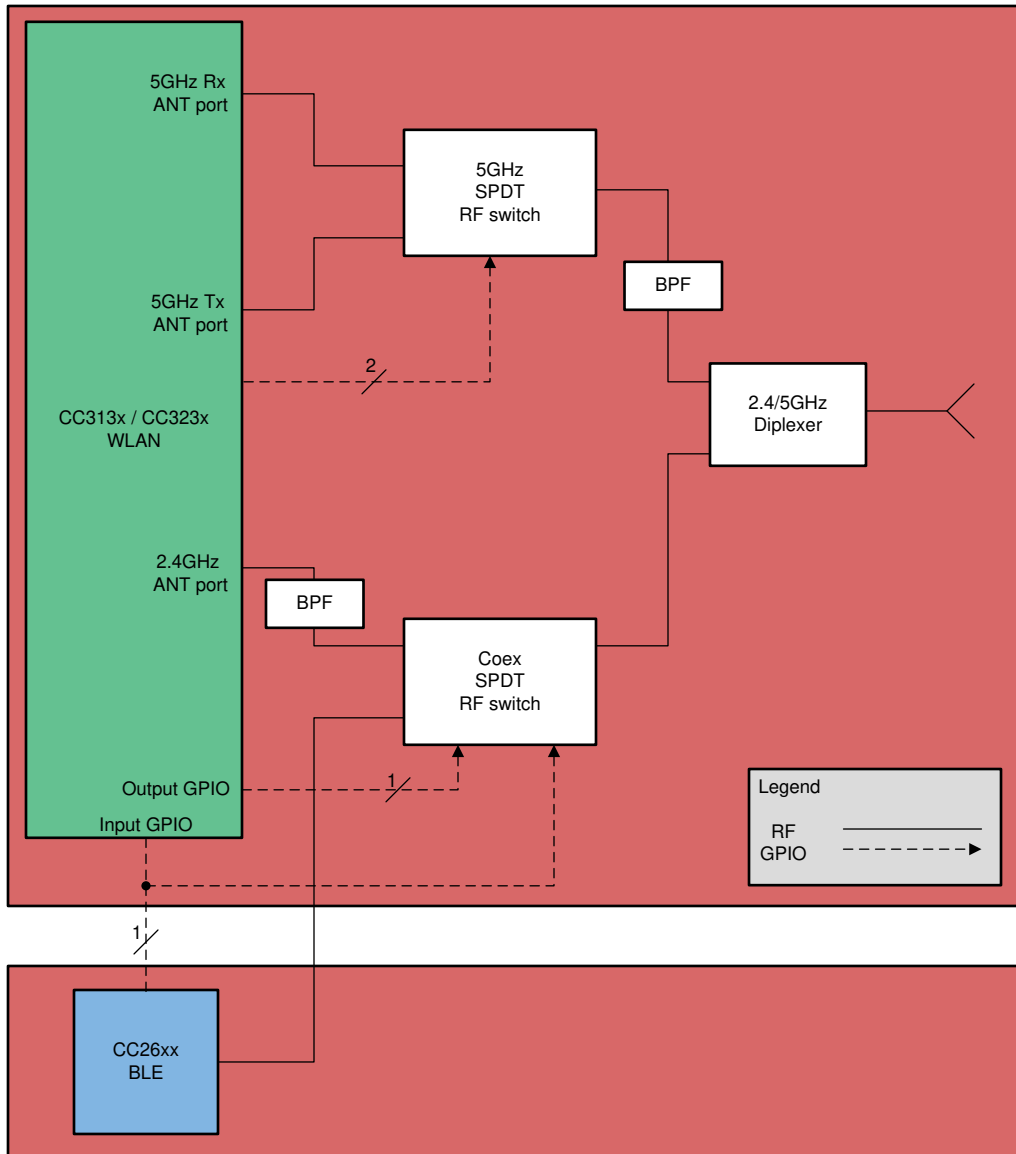 5GHz Rx
ANT port
5GHz
SPDT
RF switch
BPF
5GHz Tx
ANT port
2
CC313x / CC323x
WLAN
2.4/5GHz
Diplexer
2.4GHz
ANT port
BPF
Coex
SPDT
RF switch
Output GPIO
1
Input GPIO
Legend
RF
GPIO
1
CC26xx
BLE